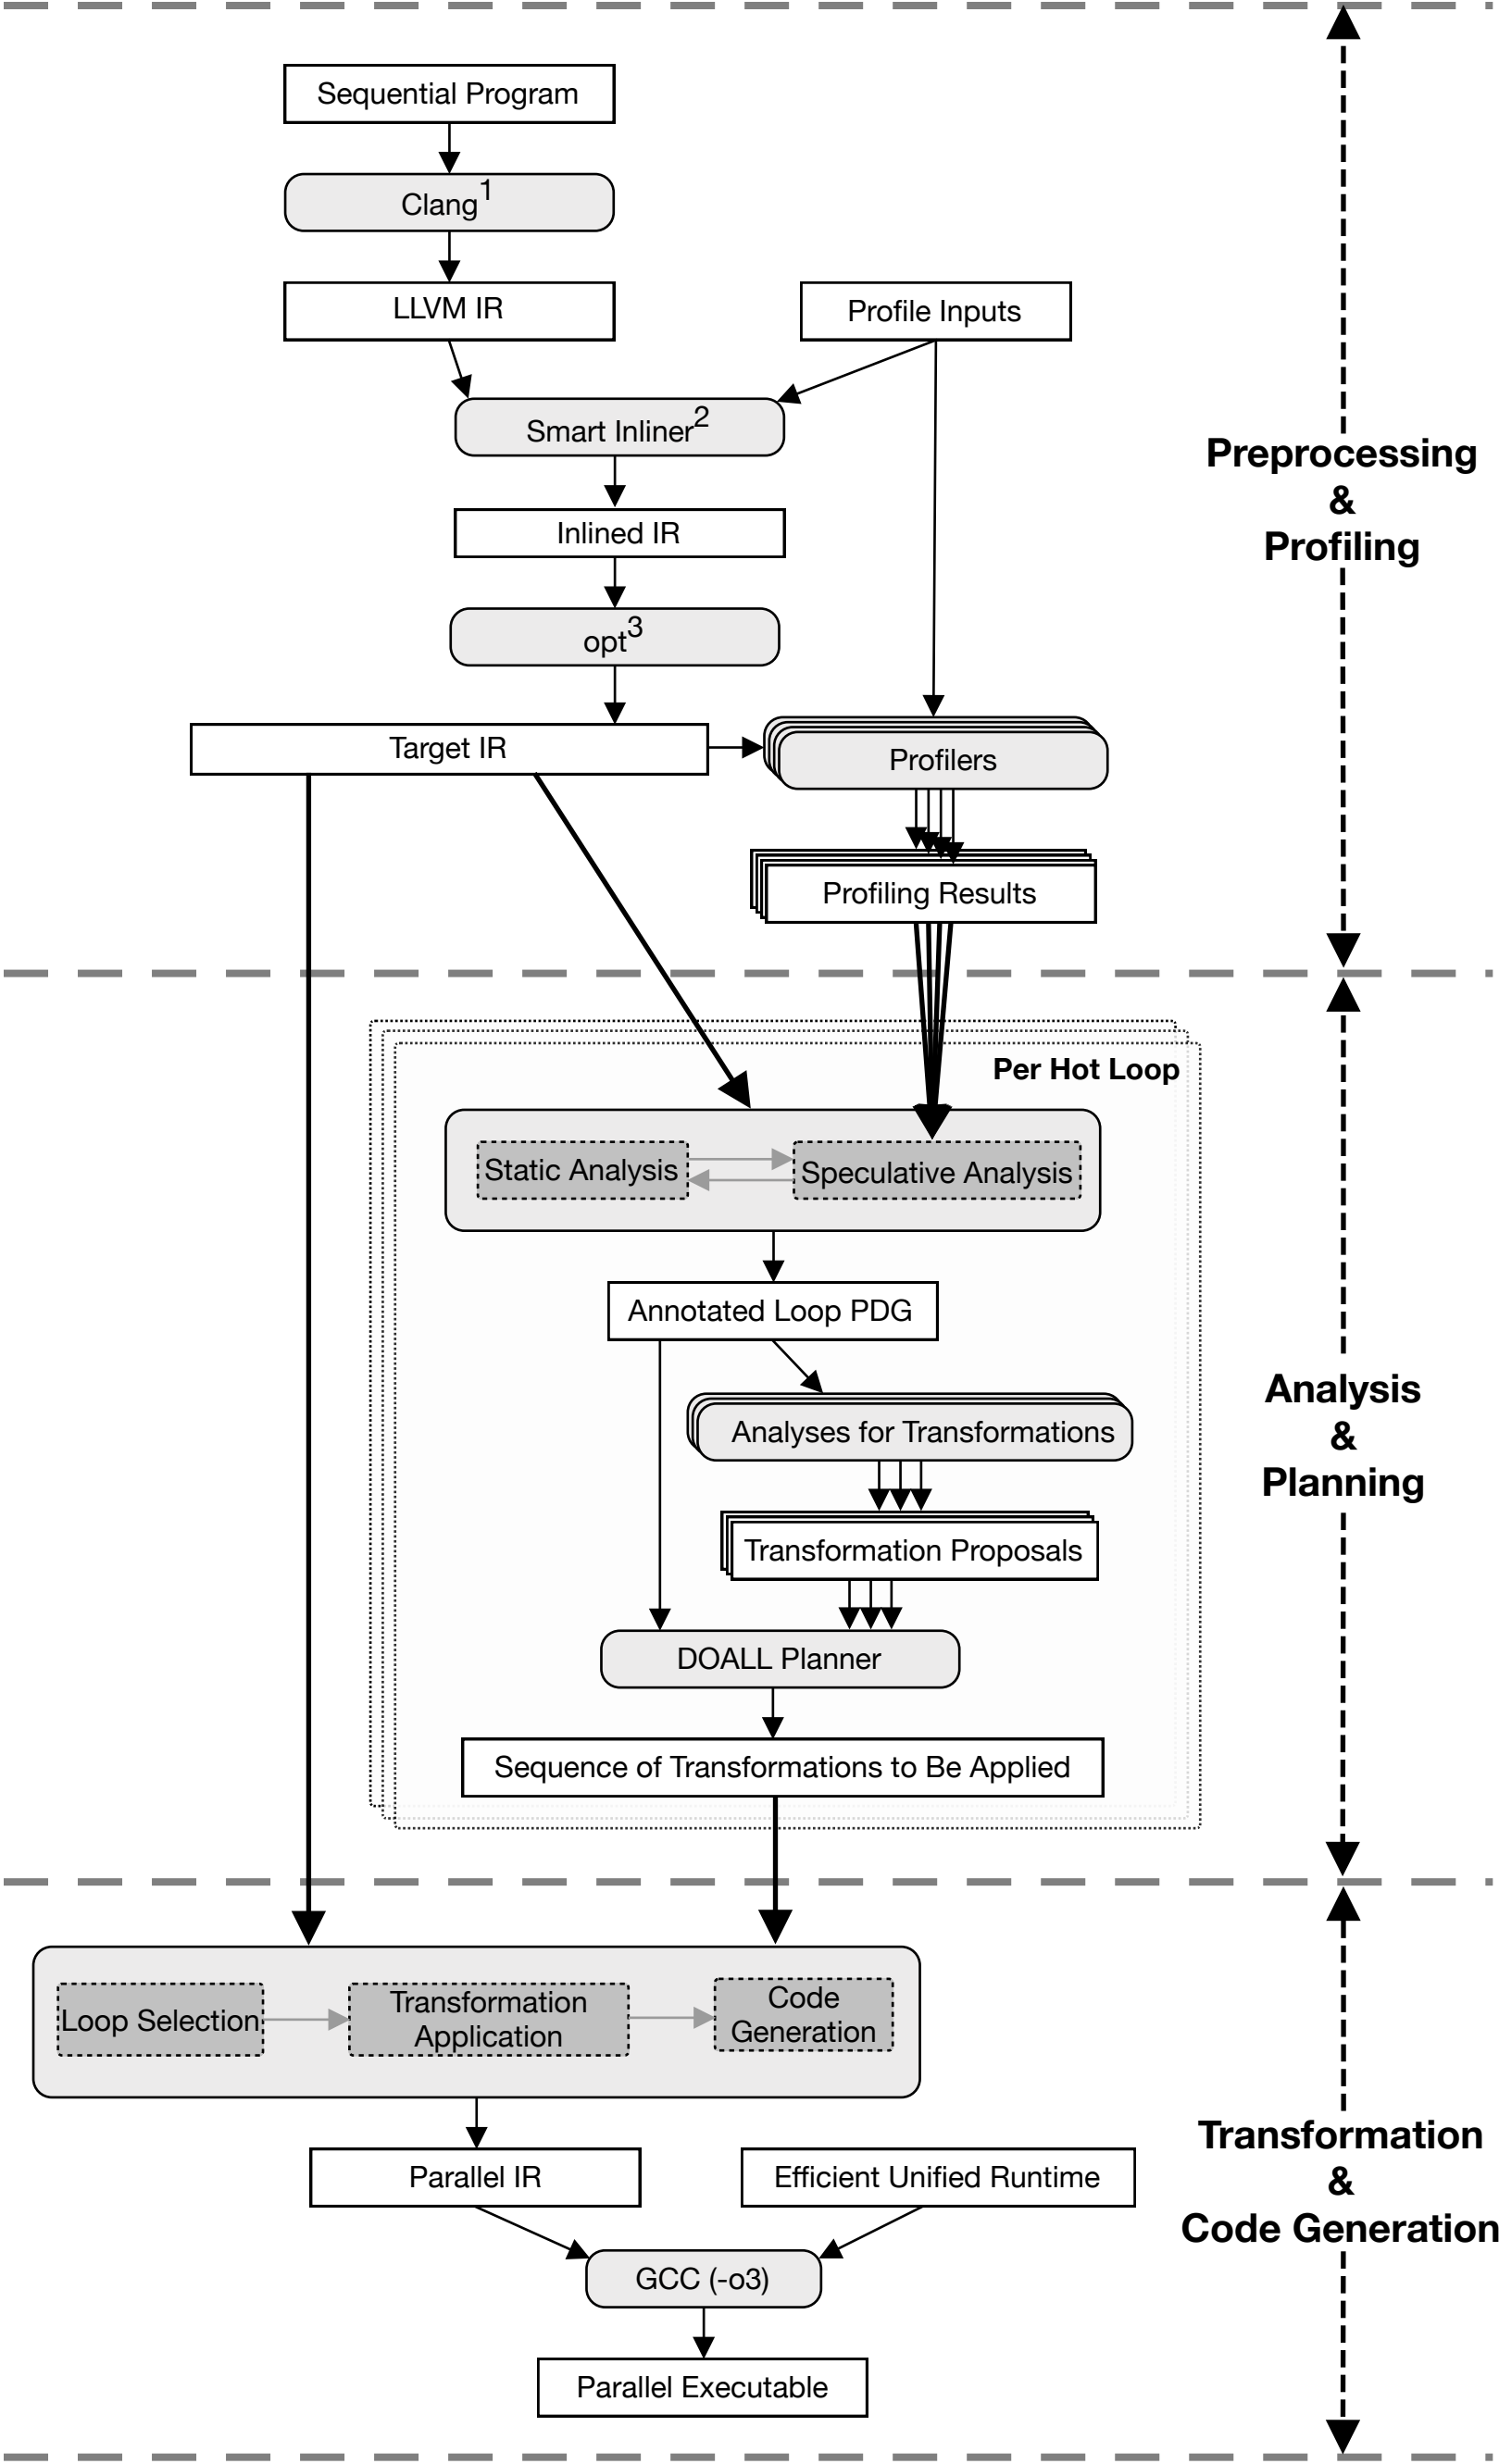 Sequential Program
Clang1
LLVM IR
Profile Inputs
Smart Inliner2
Preprocessing
&
Profiling
Inlined IR
opt3
Target IR
Profilers
Profiling Results
Per Hot Loop
Static Analysis
Speculative Analysis
Annotated Loop PDG
Analysis
&
Planning
Analyses for Transformations
Transformation Proposals
DOALL Planner
Sequence of Transformations to Be Applied
Loop Selection
Transformation
Application
Code
Generation
Transformation
&
Code Generation
Parallel IR
Efficient Unified Runtime
GCC (-o3)
Parallel Executable